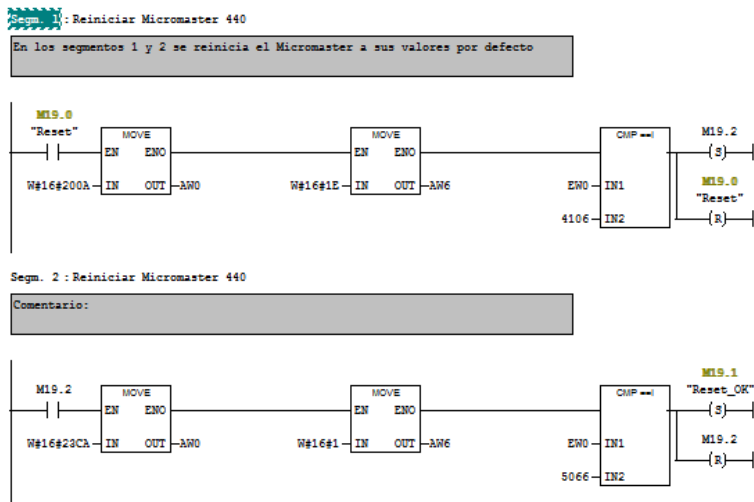 Segm. 1: Reiniciar Micromaster 440
En los segmentos 1 y 2 se reinicia el Micromaster a sus valores por defecto
M19.0
"Reset"
MOVE
EN ENO
W#16#200A IN OUT AW0
MOVE
EN ENO
W#16#1E IN OUT AW6
CMP ==I
EW0 IN1
4106 IN2
M19.2
(S)
M19.0
"Reset"
(R)
Segm. 2 : Reiniciar Micromaster 440
Comentario:
M19.2
MOVE
EN ENO
W#16#23CA IN OUT AW0
MOVE
EN ENO
W#16#1 IN OUT AW6
CMP ==I
EW0 IN1
5066 IN2
M19.1
"Reset_OK"
(S)
M19.2
(R)